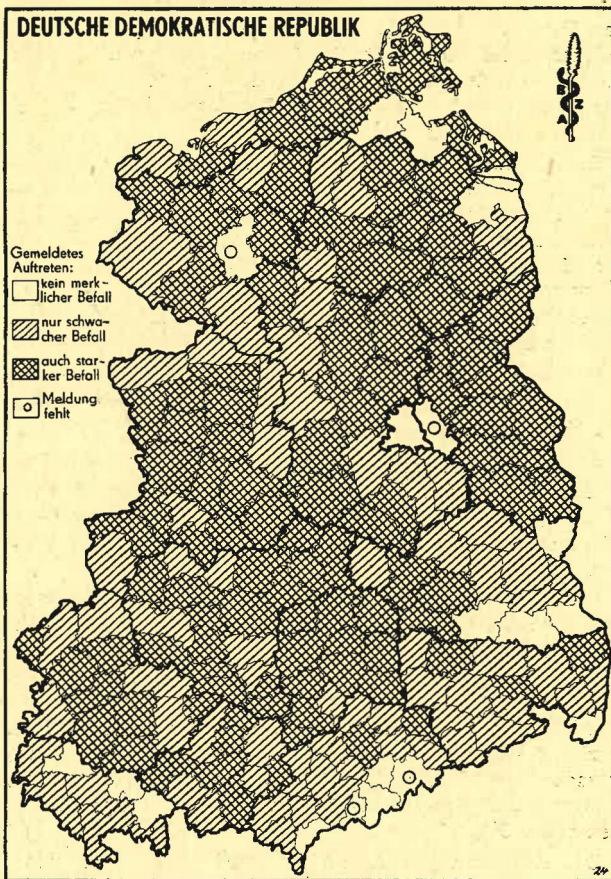 DEUTSCHE DEMOKRATISCHE REPUBLIK
B Z A
Gemeldetes
Auftreten:
kein merk-
licher Befall
nur schwa-
cher Befall
auch star-
ker Befall
Meldung
fehlt
24